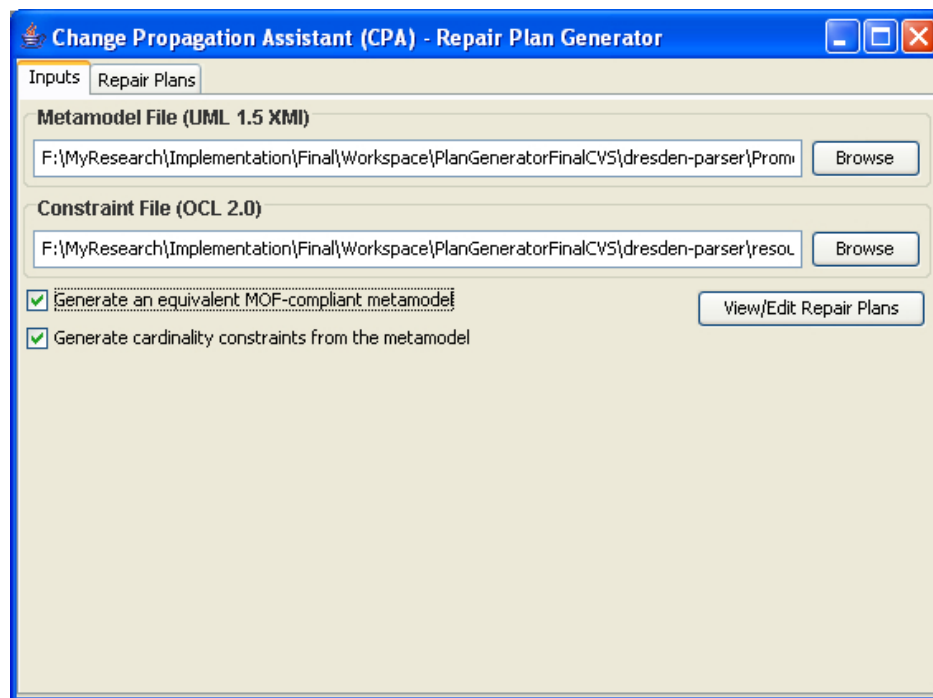 Change Propagation Assistant (CPA) - Repair Plan Generator
Inputs Repair Plans
Metamodel File (UML 1.5 XMI)
F:\MyResearch\Implementation\Final\Workspace\PlanGeneratorFinalCVS\dresden-parser\Prom Browse
Constraint File (OCL 2.0)
F:\MyResearch\Implementation\Final\Workspace\PlanGeneratorFinalCVS\dresden-parser\resou Browse
Generate an equivalent MOF-compliant metamodel View/Edit Repair Plans
Generate cardinality constraints from the metamodel